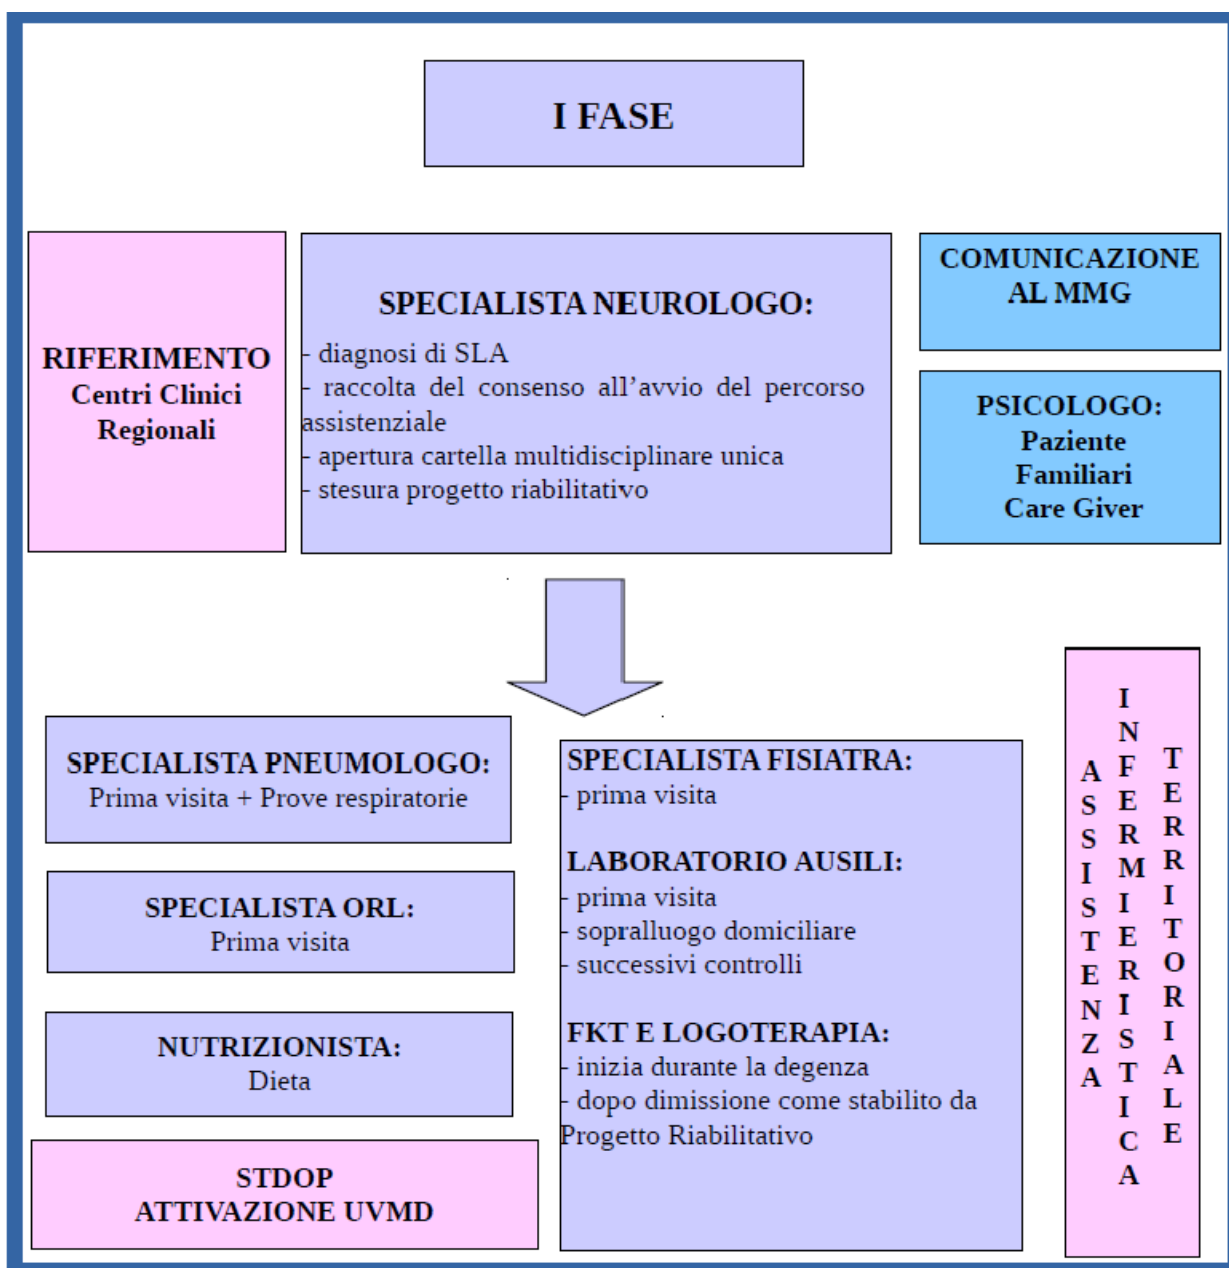 I FASE
RIFERIMENTO
Centri Clinici
Regionali
SPECIALISTA NEUROLOGO:
- diagnosi di SLA
- raccolta del consenso all’avvio del percorso
assistenziale
- apertura cartella multidisciplinare unica
- stesura progetto riabilitativo
COMUNICAZIONE
AL MMG
PSICOLOGO:
Paziente
Familiari
Care Giver
SPECIALISTA PNEUMOLOGO:
Prima visita + Prove respiratorie
SPECIALISTA ORL:
Prima visita
NUTRIZIONISTA:
Dieta
STDOP
ATTIVAZIONE UVMD
SPECIALISTA FISIATRA:
- prima visita
LABORATORIO AUSILI:
- prima visita
- sopralluogo domiciliare
- successivi controlli
FKT E LOGOTERAPIA:
- inizia durante la degenza
- dopo dimissione come stabilito da
Progetto Riabilitativo
ASSISTENZA
INFERMIERISTICA
TERRITORIALE